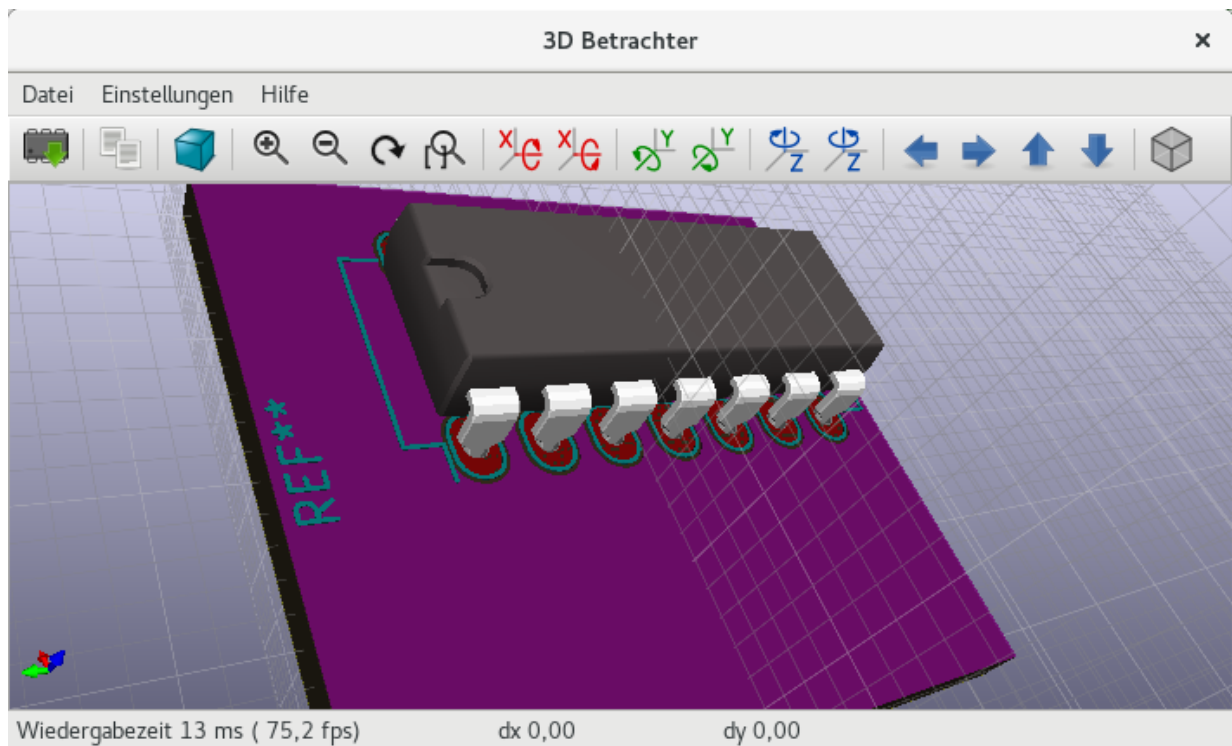 3D Betrachter ×
Datei Einstellungen Hilfe
X X Y Y Z Z
REF**
Wiedergabezeit 13 ms ( 75,2 fps) dx 0,00 dy 0,00